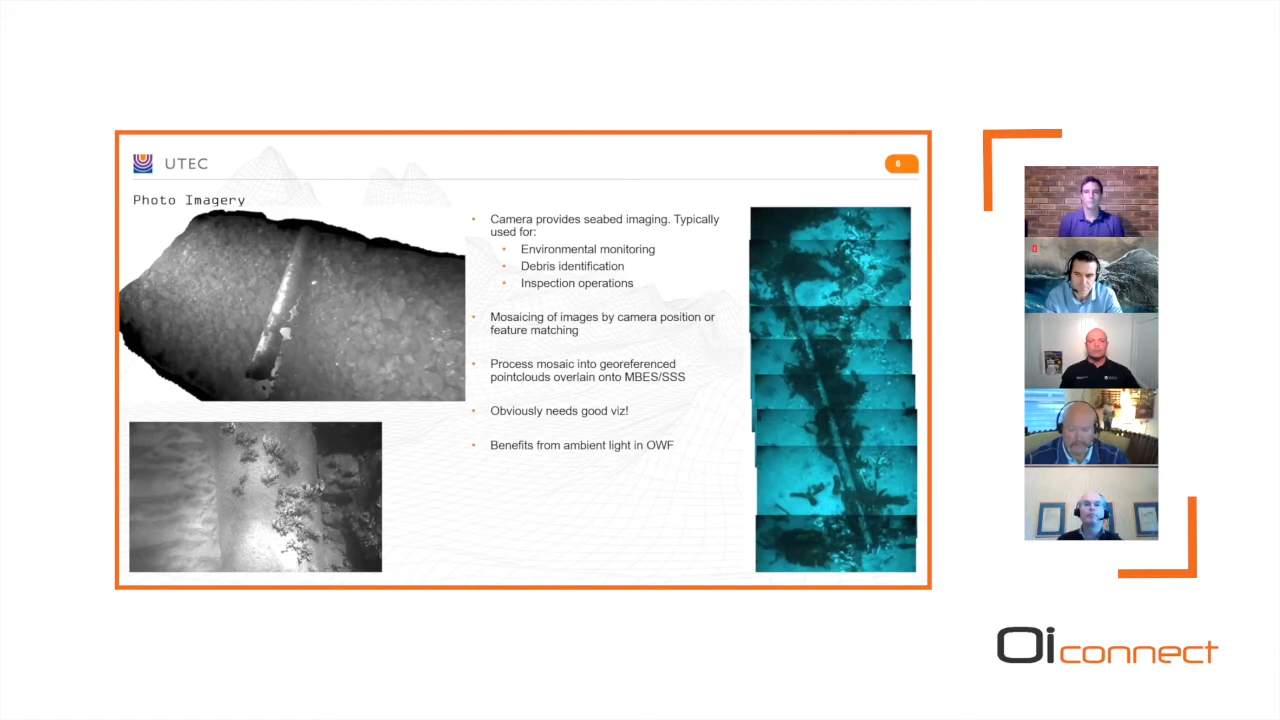 UTEC
6
Photo Imagery
• Camera provides seabed imaging. Typically
used for:
• Environmental monitoring
• Debris identification
• Inspection operations
• Mosaicing of images by camera position or
feature matching
• Process mosaic into georeferenced
pointclouds overlain onto MBES/SSS
• Obviously needs good viz!
• Benefits from ambient light in OWF
Oi connect